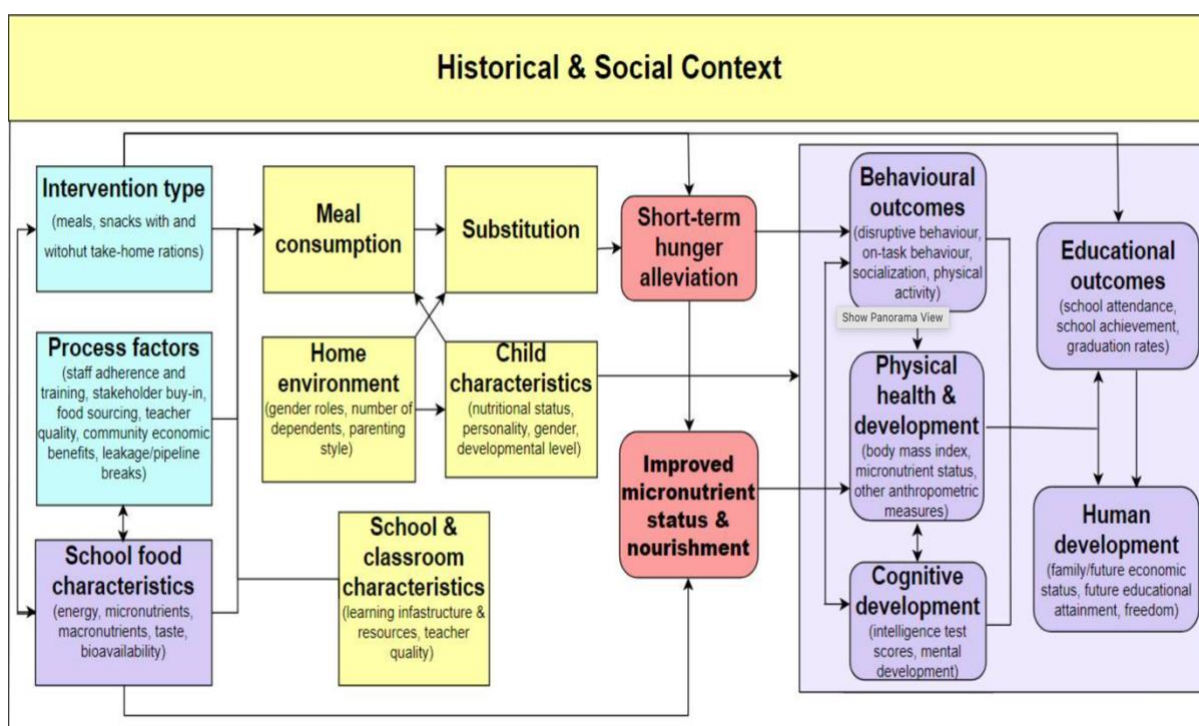 Historical & Social Context
Intervention type
(meals, snacks with and
witohut take-home rations)
Meal
consumption
Substitution
Short-term
hunger
alleviation
Behavioural
outcomes
(disruptive behaviour,
on-task behaviour,
socialization, physical
activity)
Educational
outcomes
(school attendance,
school achievement,
graduation rates)
Show Panorama View
Process factors
(staff adherence and
training, stakeholder buy-in,
food sourcing, teacher
quality, community economic
benefits, leakage/pipeline
breaks)
Home
environment
(gender roles, number of
dependents, parenting
style)
Child
characteristics
(nutritional status,
personality, gender,
developmental level)
Improved
micronutrient
status &
nourishment
Physical health &
development
(body mass index,
micronutrient status,
other anthropometric
measures)
Human
development
(family/future economic
status, future educational
attainment, freedom)
School food
characteristics
(energy, micronutrients,
macronutrients, taste,
bioavailability)
School &
classroom
characteristics
(learning infastructure &
resources, teacher
quality)
Cognitive
development
(intelligence test
scores, mental
development)